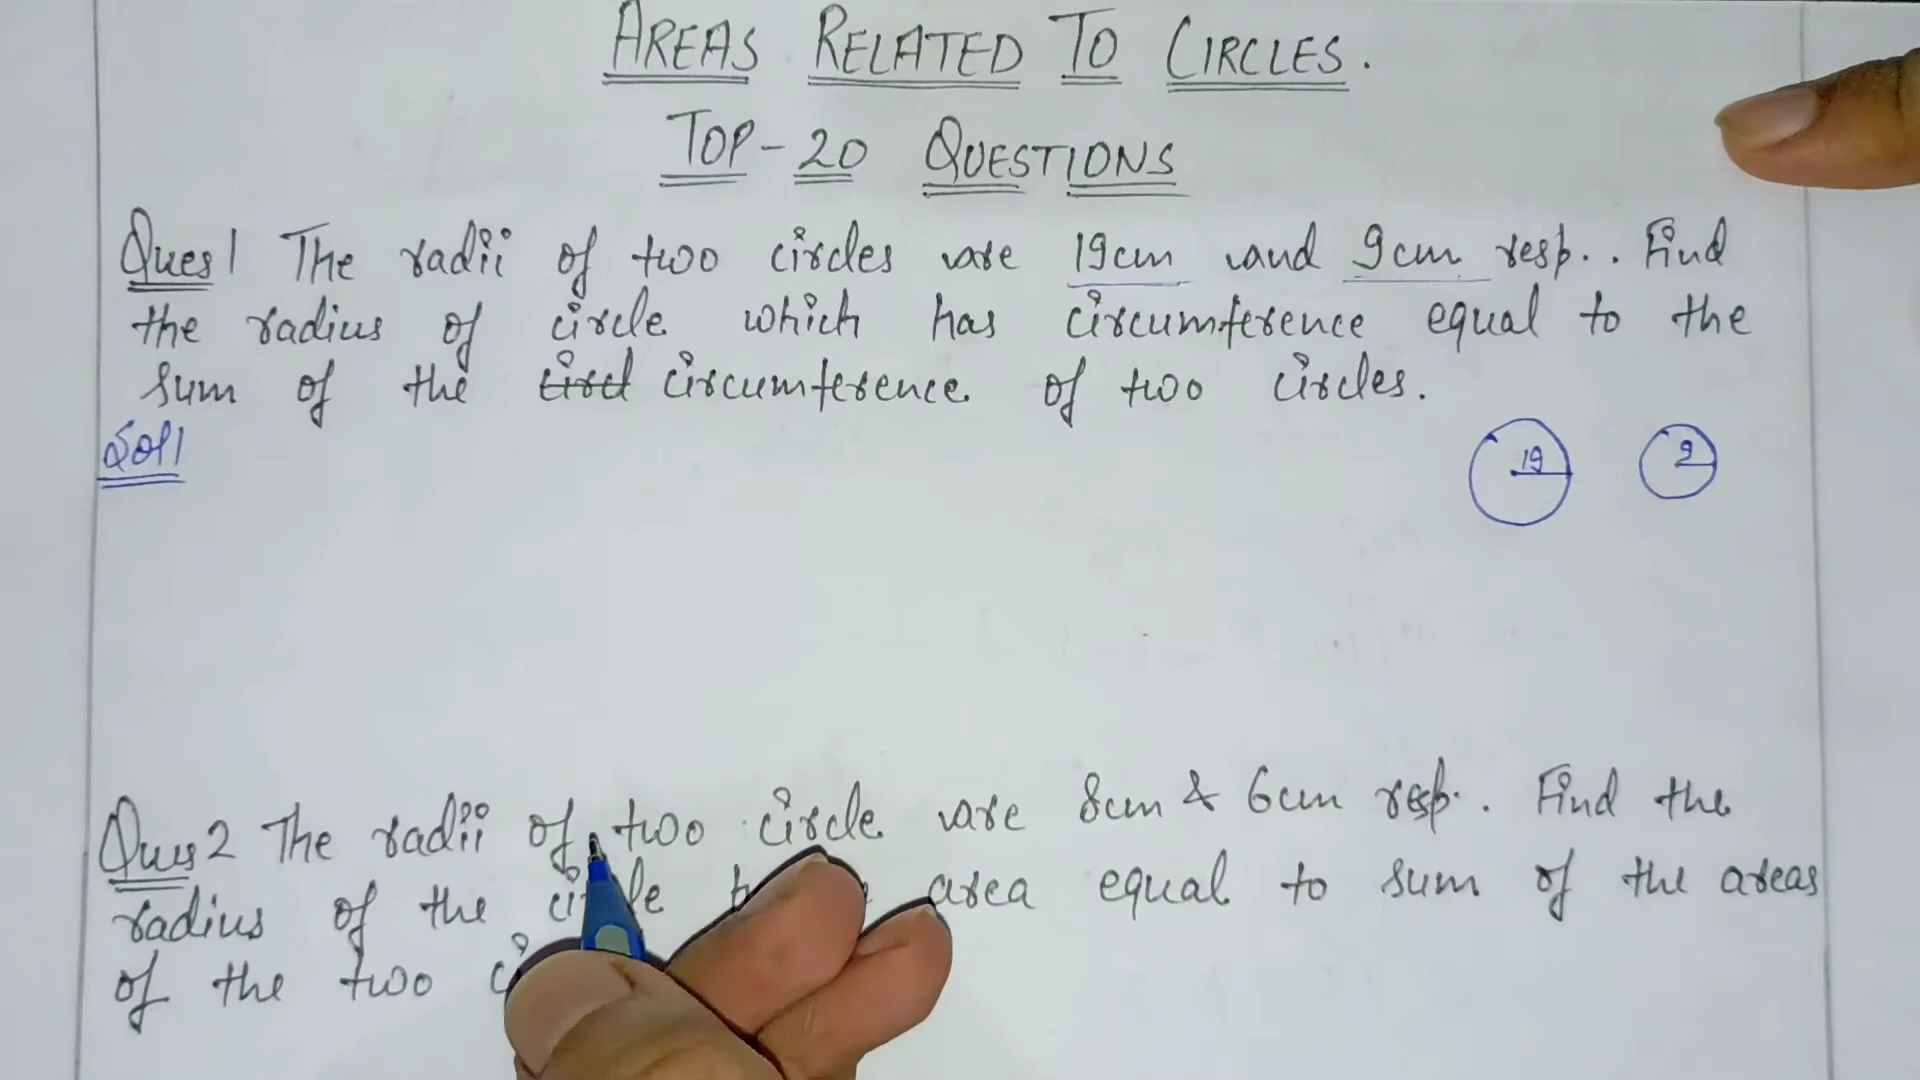 AREAS RELATED TO CIRCLES.
TOP-20 QUESTIONS
Ques1 The radii of two circles are 19cm and 9cm resp.. Find
the radius of circle which has circumference equal to the
sum of the circl circumference of two circles.
Sol1
19 9
Ques2 The radii of two circle are 8cm & 6cm resp.. Find the
radius of the circle area equal to sum of the areas
of the two